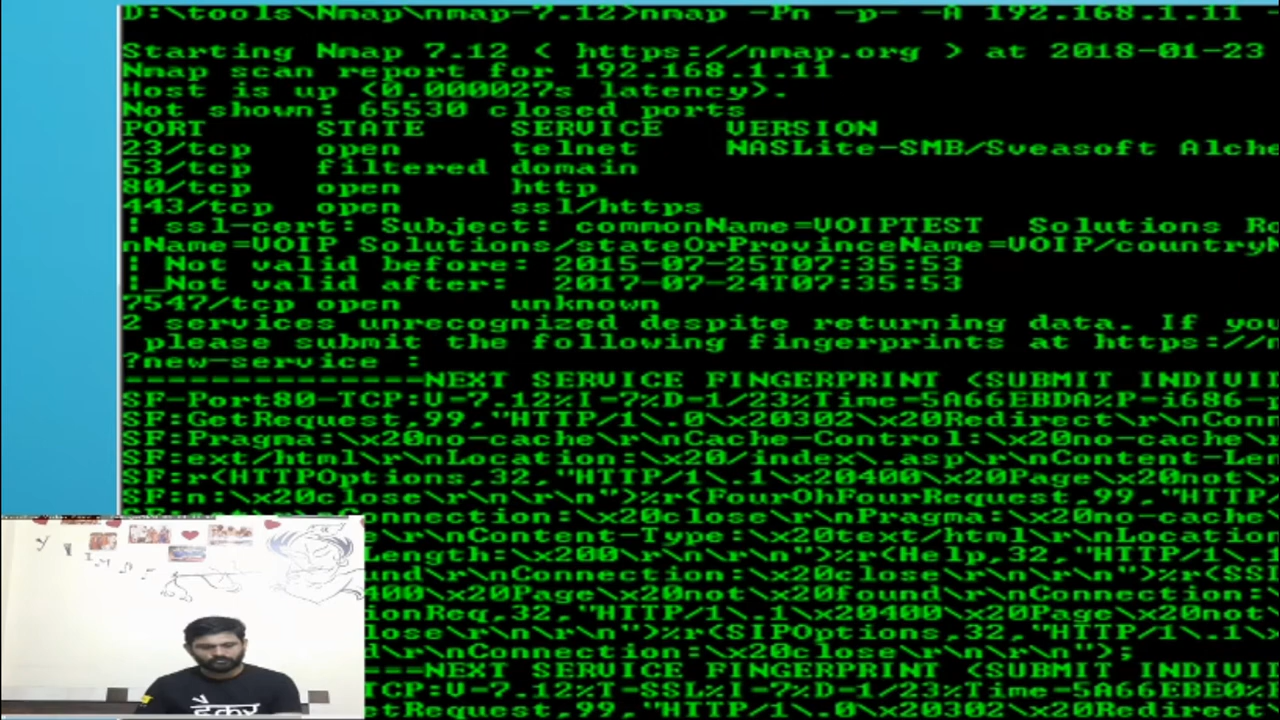 D:\tools\Nmap\nmap-7.12>nmap -Pn -p- -A 192.168.1.11 -
Starting Nmap 7.12 ( https://nmap.org ) at 2018-01-23
Nmap scan report for 192.168.1.11
Host is up (0.000027s latency).
Not shown: 65530 closed ports
PORT STATE SERVICE VERSION
23/tcp open telnet NASLite-SMB/Sveasoft Alche
53/tcp filtered domain
80/tcp open http
443/tcp open ssl/https
| ssl-cert: Subject: commonName=VOIPTEST Solutions Ro
nName=VOIP Solutions/stateOrProvinceName=VOIP/countryN
| Not valid before: 2015-07-25T07:35:53
|_Not valid after: 2017-07-24T07:35:53
7547/tcp open unknown
2 services unrecognized despite returning data. If you
please submit the following fingerprints at https://n
?new-service :
==============NEXT SERVICE FINGERPRINT (SUBMIT INDIVI
SF-Port80-TCP:V=7.12%I=7%D=1/23%Time=5A66EBDA%P=i686-p
SF:GetRequest,99,"HTTP/1\.0\x20302\x20Redirect\r\nConn
SF:Pragma:\x20no-cache\r\nCache-Control:\x20no-cache\r
SF:ext/html\r\nLocation:\x20/index\.asp\r\nContent-Len
SF:r(HTTPOptions,32,"HTTP/1\.1\x20400\x20Page\x20not\x
SF:n:\x20close\r\n\r\n")%r(FourOhFourRequest,99,"HTTP/
Connection:\x20close\r\nPragma:\x20no-cache\
Content-Type:\x20text/html\r\nLocation
Length:\x200\r\n\r\n")%r(Help,32,"HTTP/1\.1
und\r\nConnection:\x20close\r\n\r\n")%r(SSL
400\x20Page\x20not\x20found\r\nConnection:\
ionReq,32,"HTTP/1\.1\x20400\x20Page\x20not\
lose\r\n\r\n")%r(SIPOptions,32,"HTTP/1\.1\x
Connection:\x20close\r\n\r\n");
==NEXT SERVICE FINGERPRINT (SUBMIT INDIVI
TCP:V=7.12%T=SSL%I=7%D=1/23%Time=5A66EBE0%
etRequest,99,"HTTP/1\.0\x20302\x20Redirect\
हैकर